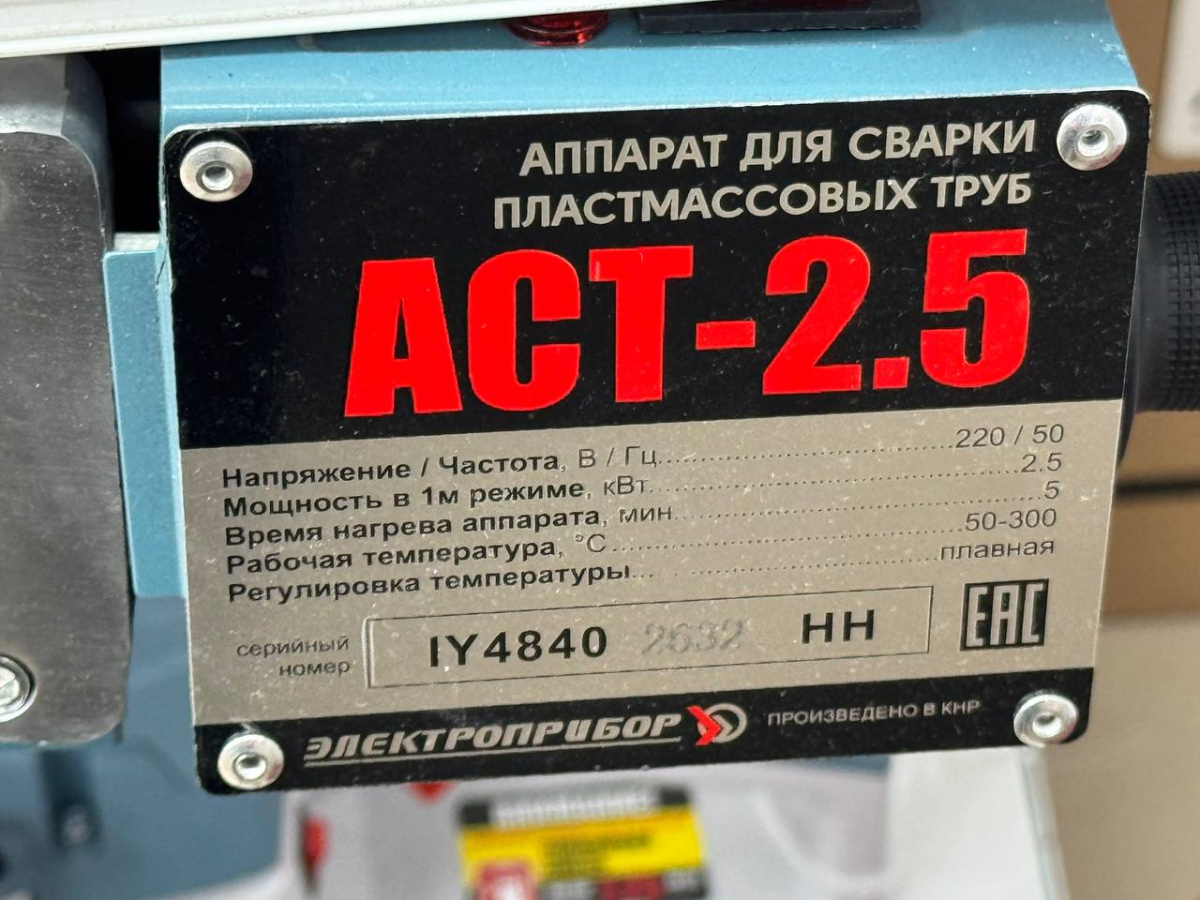 АППАРАТ ДЛЯ СВАРКИ
ПЛАСТМАССОВЫХ ТРУБ
АСТ-2.5
Напряжение / Частота, В / Гц......................220 / 50
Мощность в 1м режиме, кВт......................2.5
Время нагрева аппарата, мин......................5
Рабочая температура, °С......................50-300
Регулировка температуры......................плавная
серийный номер IY4840 2632 НН
EAC
ЭЛЕКТРОПРИБОР ПРОИЗВЕДЕНО В КНР